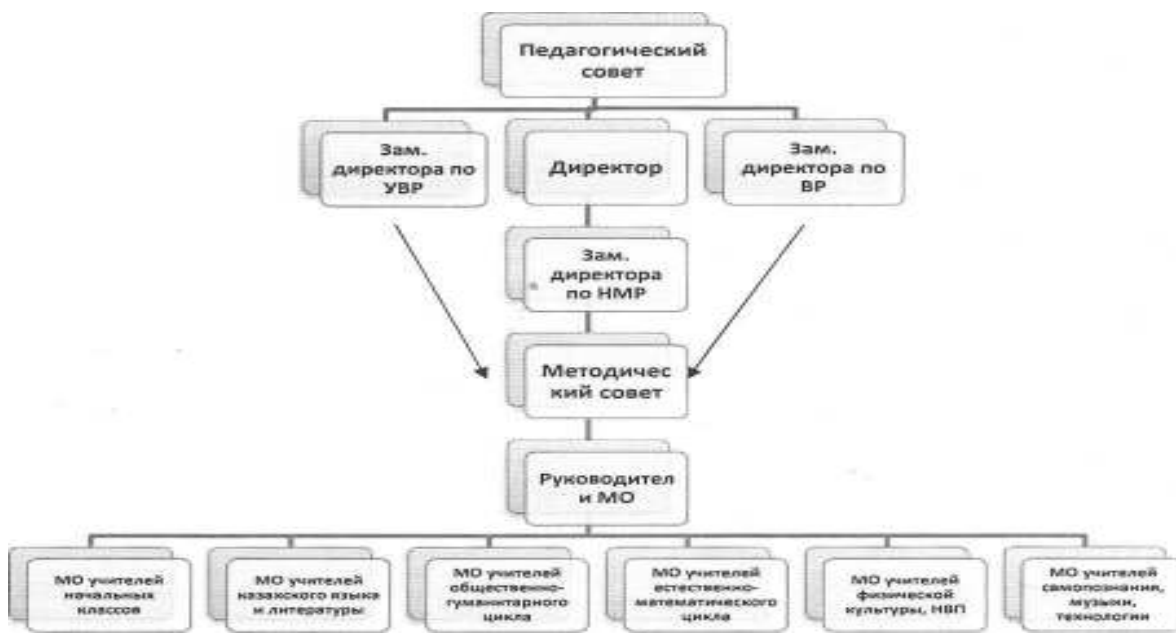 Педагогический
совет
Зам.
директора по
УВР
Директор
Зам.
директора по
ВР
Зам.
директора
по НМР
Методичес
кий совет
Руководител
и МО
МО учителей
начальных
классов
МО учителей
казахского языка
и литературы
МО учителей
общественно-
гуманитарного
цикла
МО учителей
естественно-
математического
цикла
МО учителей
физической
культуры, НВП
МО учителей
самопознания,
музыки,
технологии